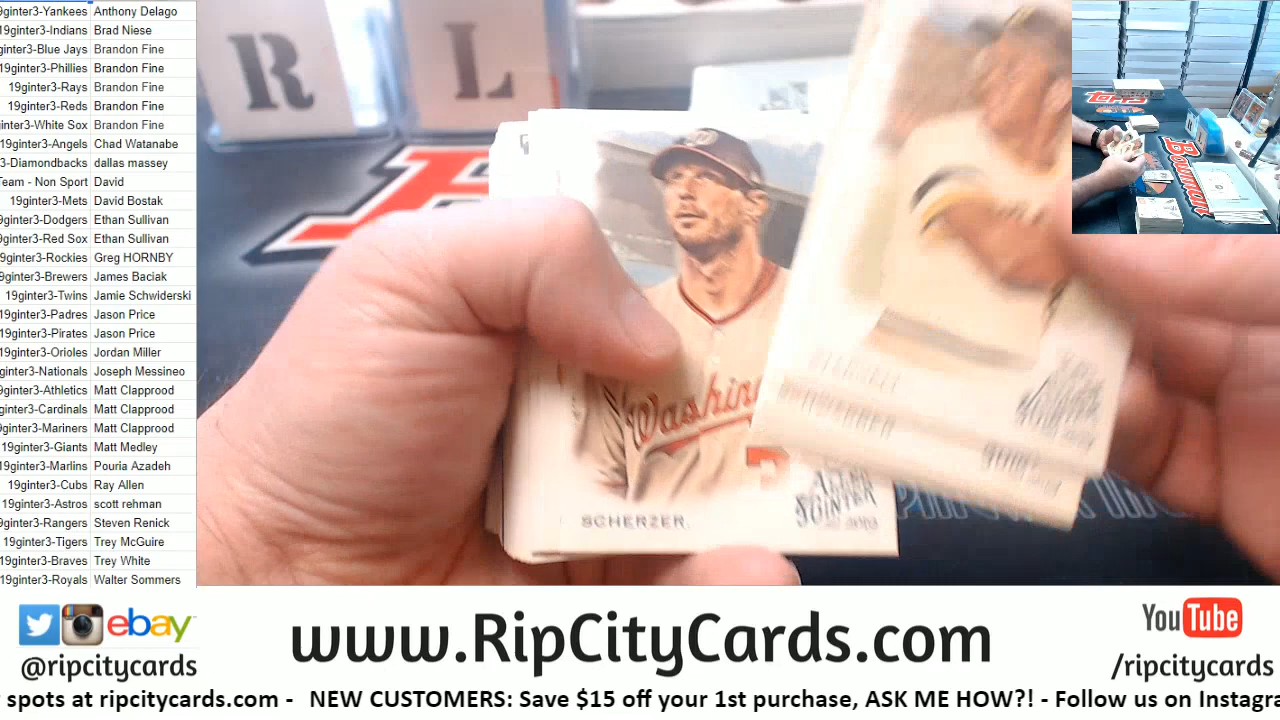 9ginter3-Yankees Anthony Delago
19ginter3-Indians Brad Niese
ginter3-Blue Jays Brandon Fine
19ginter3-Phillies Brandon Fine
19ginter3-Rays Brandon Fine
19ginter3-Reds Brandon Fine
ginter3-White Sox Brandon Fine
19ginter3-Angels Chad Watanabe
3-Diamondbacks dallas massey
Team - Non Sport David
19ginter3-Mets David Bostak
9ginter3-Dodgers Ethan Sullivan
9ginter3-Red Sox Ethan Sullivan
9ginter3-Rockies Greg HORNBY
9ginter3-Brewers James Baciak
19ginter3-Twins Jamie Schwiderski
19ginter3-Padres Jason Price
19ginter3-Pirates Jason Price
19ginter3-Orioles Jordan Miller
9ginter3-Nationals Joseph Messineo
9ginter3-Athletics Matt Clapprood
ginter3-Cardinals Matt Clapprood
ginter3-Mariners Matt Clapprood
19ginter3-Giants Matt Medley
19ginter3-Marlins Pouria Azadeh
19ginter3-Cubs Ray Allen
19ginter3-Astros scott rehman
19ginter3-Rangers Steven Renick
19ginter3-Tigers Trey McGuire
19ginter3-Braves Trey White
19ginter3-Royals Walter Sommers
R L
Topps
Bowman
Washing
SCHERZER
ALLEN & GINTER
ebay
@ripcitycards
www.RipCityCards.com
YouTube
/ripcitycards
spots at ripcitycards.com - NEW CUSTOMERS: Save $15 off your 1st purchase, ASK ME HOW?! - Follow us on Instagra